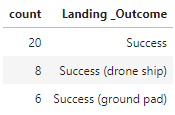 count Landing _Outcome
20 Success
8 Success (drone ship)
6 Success (ground pad)